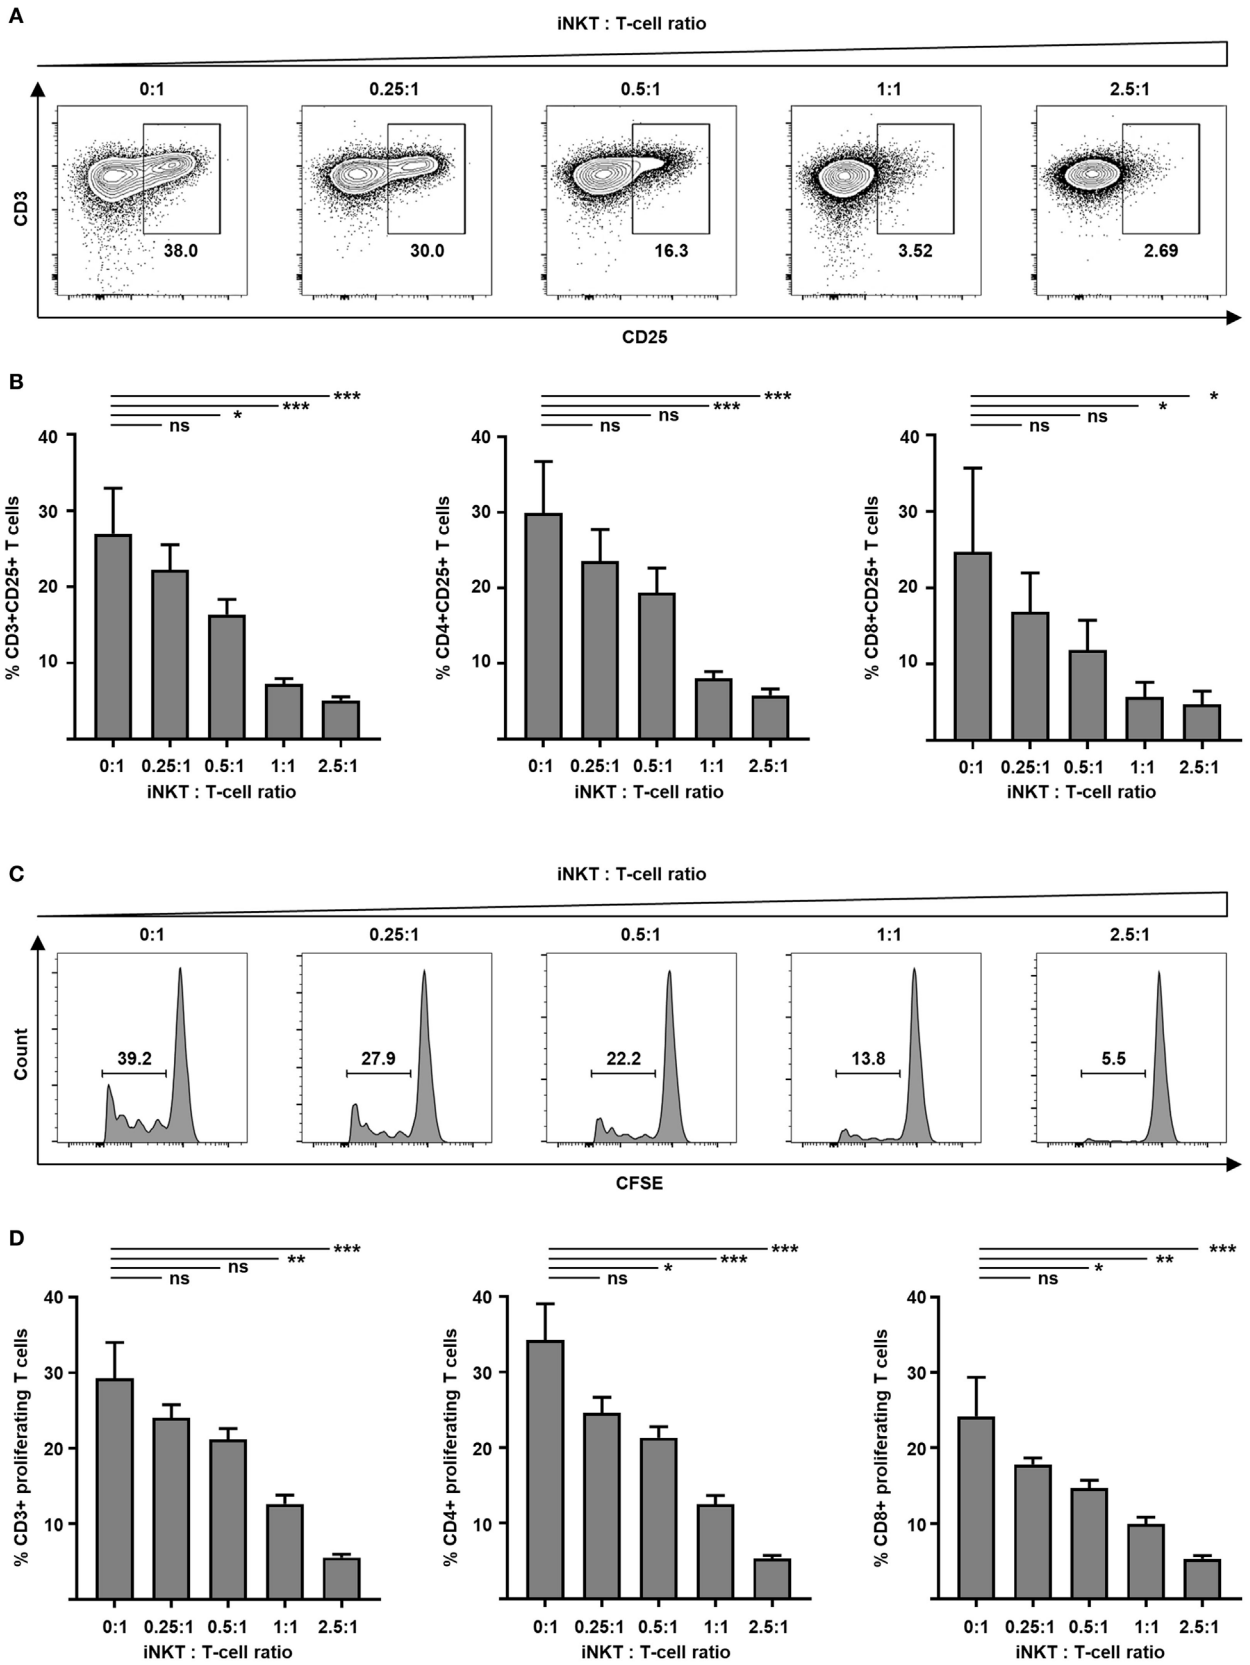 A
iNKT : T-cell ratio
0:1 0.25:1 0.5:1 1:1 2.5:1
CD3
38.0 30.0 16.3 3.52 2.69
CD25
B
*** *** *
*** *** *
* ns ns
ns ns ns
% CD3+CD25+ T cells
40
30
20
10
0:1 0.25:1 0.5:1 1:1 2.5:1
iNKT : T-cell ratio
% CD4+CD25+ T cells
40
30
20
10
0:1 0.25:1 0.5:1 1:1 2.5:1
iNKT : T-cell ratio
% CD8+CD25+ T cells
40
30
20
10
0:1 0.25:1 0.5:1 1:1 2.5:1
iNKT : T-cell ratio
C
iNKT : T-cell ratio
0:1 0.25:1 0.5:1 1:1 2.5:1
Count
39.2 27.9 22.2 13.8 5.5
CFSE
D
*** *** ***
** *** **
ns * *
ns ns ns
% CD3+ proliferating T cells
40
30
20
10
0:1 0.25:1 0.5:1 1:1 2.5:1
iNKT : T-cell ratio
% CD4+ proliferating T cells
40
30
20
10
0:1 0.25:1 0.5:1 1:1 2.5:1
iNKT : T-cell ratio
% CD8+ proliferating T cells
40
30
20
10
0:1 0.25:1 0.5:1 1:1 2.5:1
iNKT : T-cell ratio